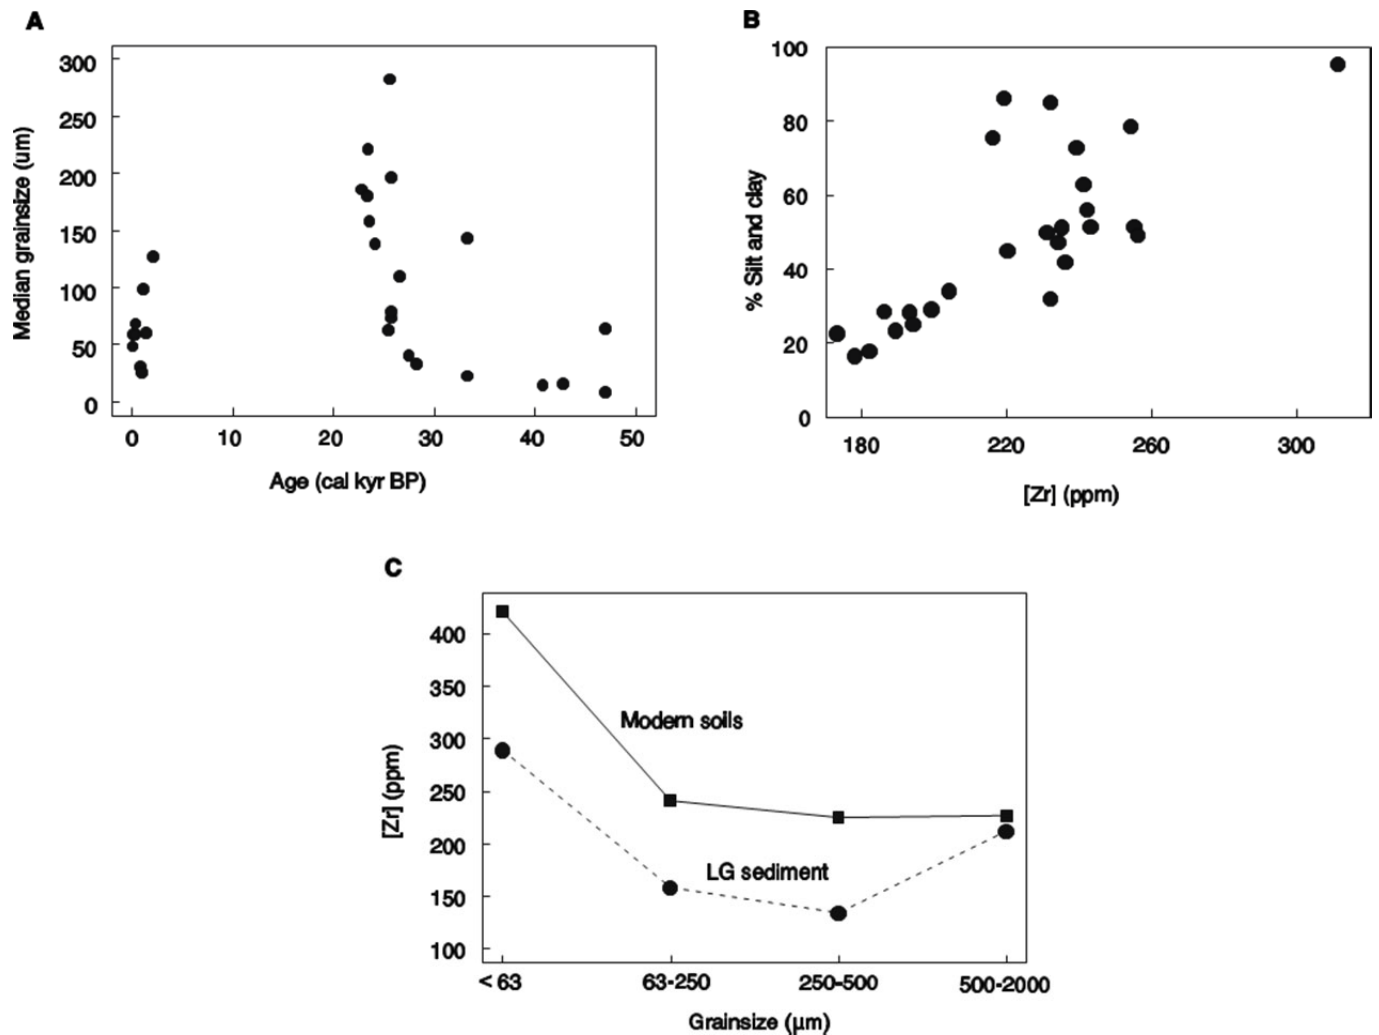 A
300
250
200
150
100
50
0
Median grainsize (um)
0 10 20 30 40 50
Age (cal kyr BP)
B
100
80
60
40
20
0
% Silt and clay
180 220 260 300
[Zr] (ppm)
C
400
350
300
250
200
150
100
[Zr] (ppm)
Modern soils
LG sediment
< 63 63-250 250-500 500-2000
Grainsize (µm)